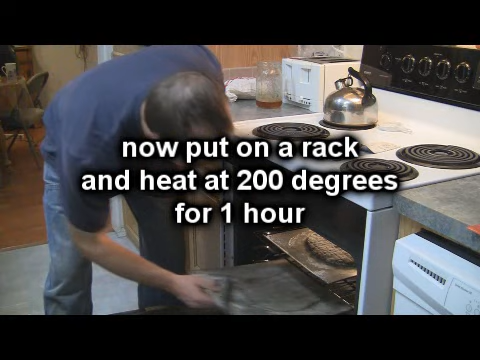 now put on a rack
and heat at 200 degrees
for 1 hour